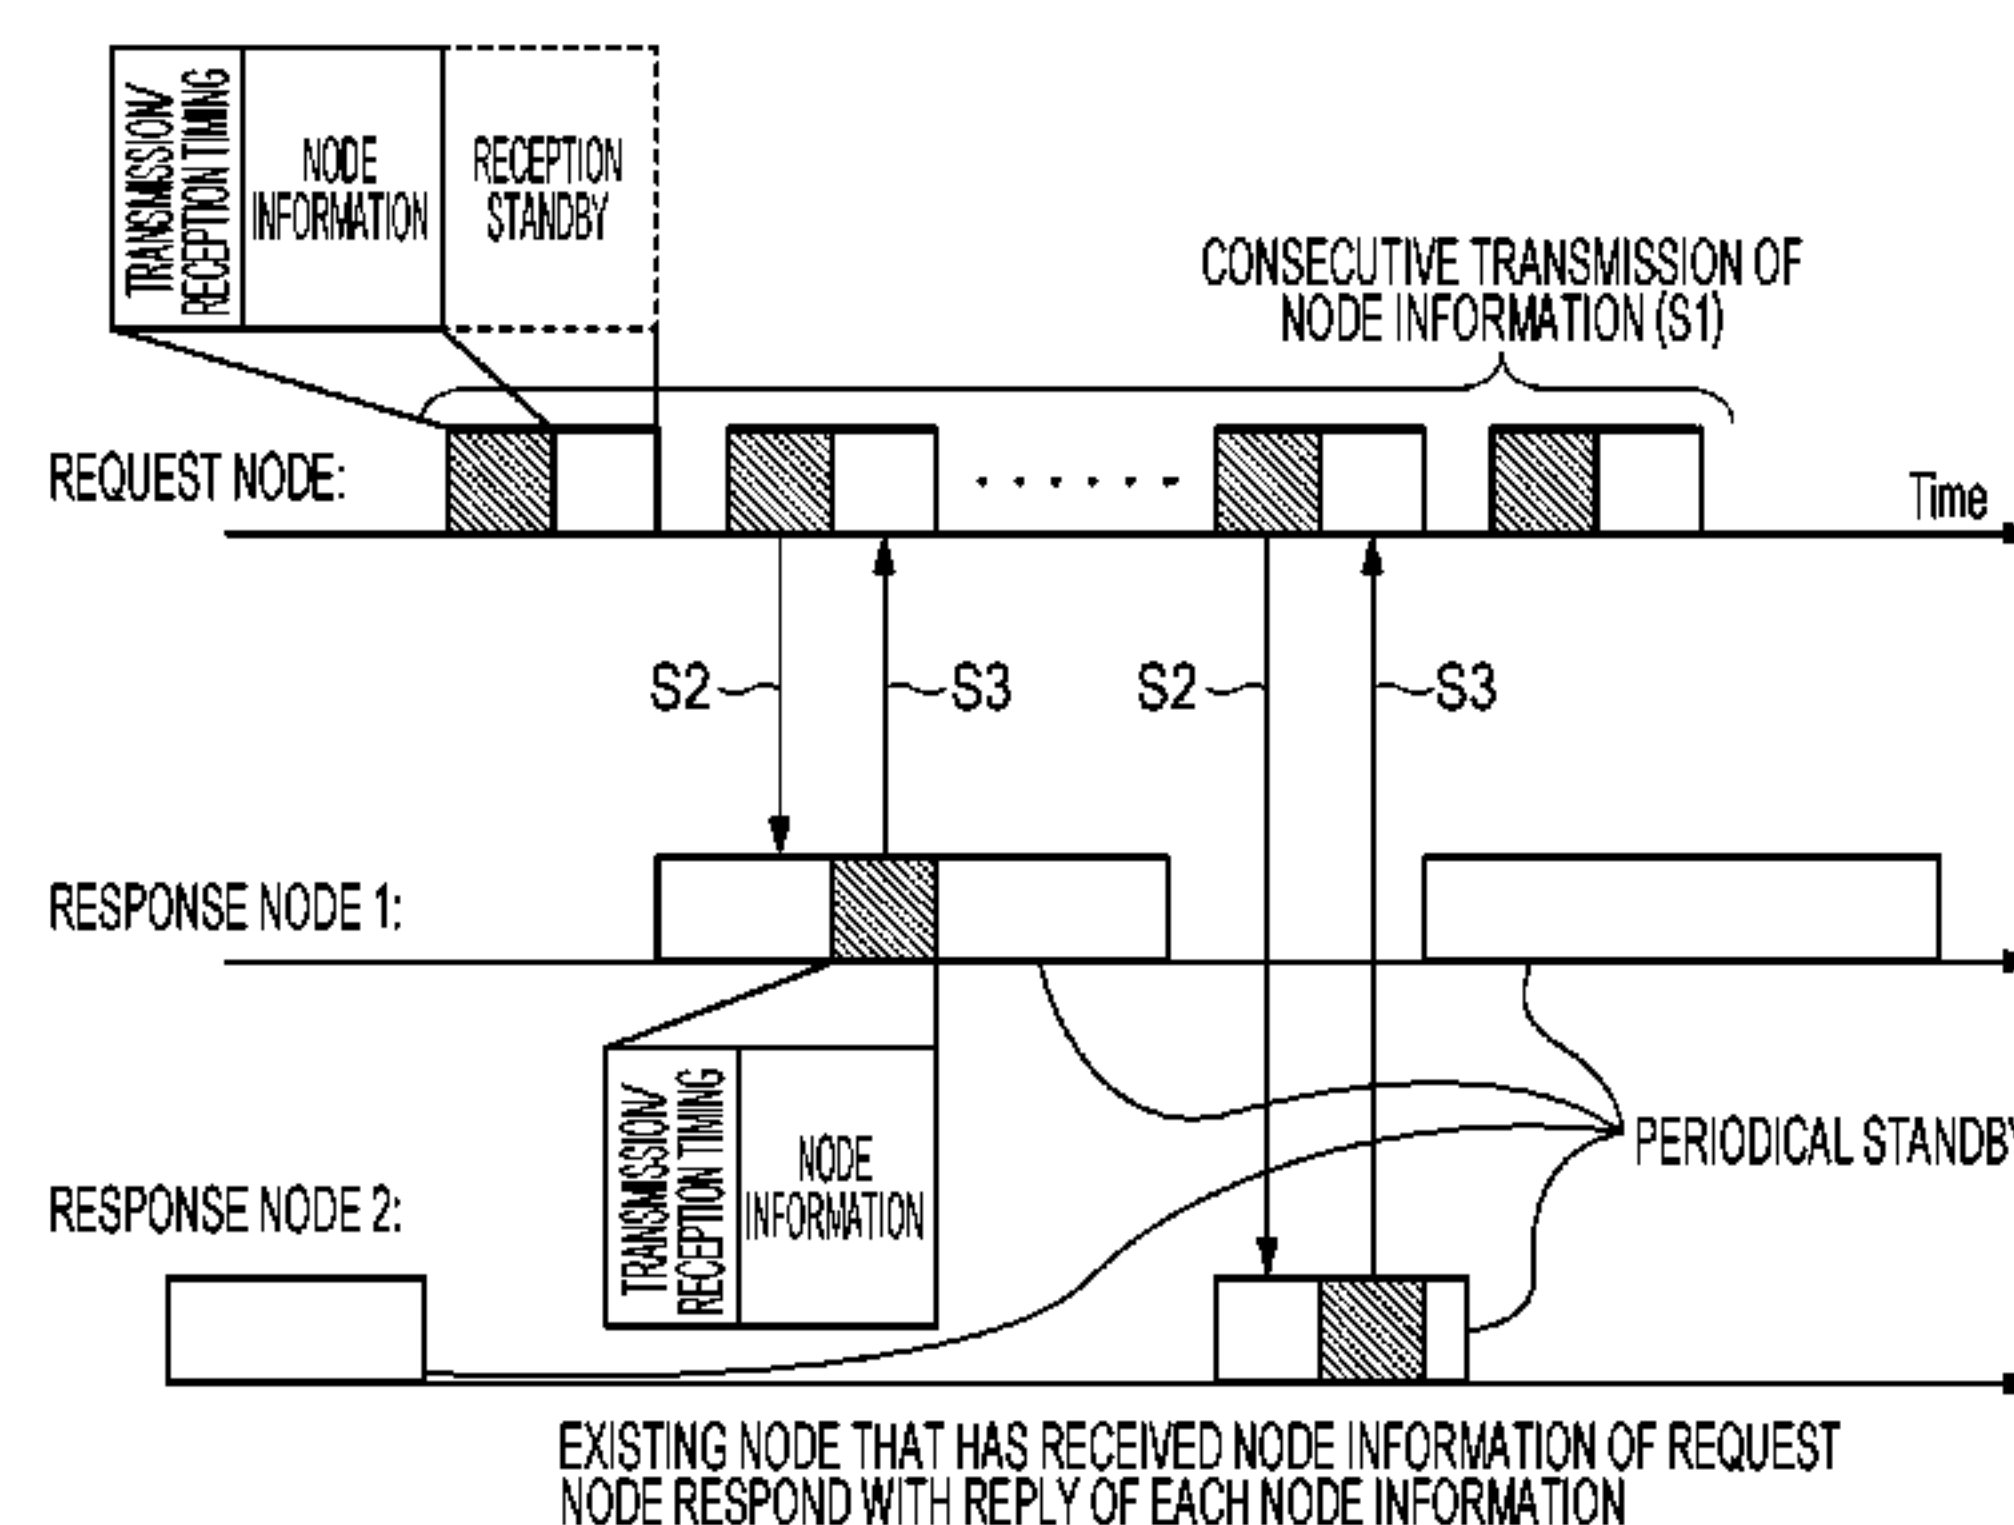 TRANSMISSION/
RECEPTION TIMING
NODE
INFORMATION
RECEPTION
STANDBY
CONSECUTIVE TRANSMISSION OF
NODE INFORMATION (S1)
REQUEST NODE:
Time
S2
S3
S2
S3
RESPONSE NODE 1:
TRANSMISSION/
RECEPTION TIMING
NODE
INFORMATION
PERIODICAL STANDBY
RESPONSE NODE 2:
EXISTING NODE THAT HAS RECEIVED NODE INFORMATION OF REQUEST
NODE RESPOND WITH REPLY OF EACH NODE INFORMATION